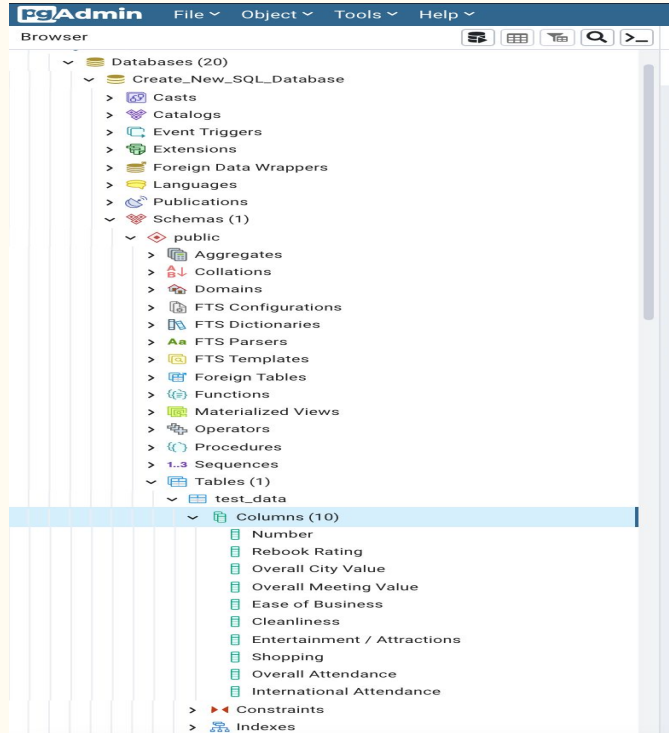 pgAdmin File Object Tools Help
Browser
Databases (20)
Create_New_SQL_Database
Casts
Catalogs
Event Triggers
Extensions
Foreign Data Wrappers
Languages
Publications
Schemas (1)
public
Aggregates
Collations
Domains
FTS Configurations
FTS Dictionaries
Aa FTS Parsers
FTS Templates
Foreign Tables
Functions
Materialized Views
Operators
Procedures
1..3 Sequences
Tables (1)
test_data
Columns (10)
Number
Rebook Rating
Overall City Value
Overall Meeting Value
Ease of Business
Cleanliness
Entertainment / Attractions
Shopping
Overall Attendance
International Attendance
Constraints
Indexes